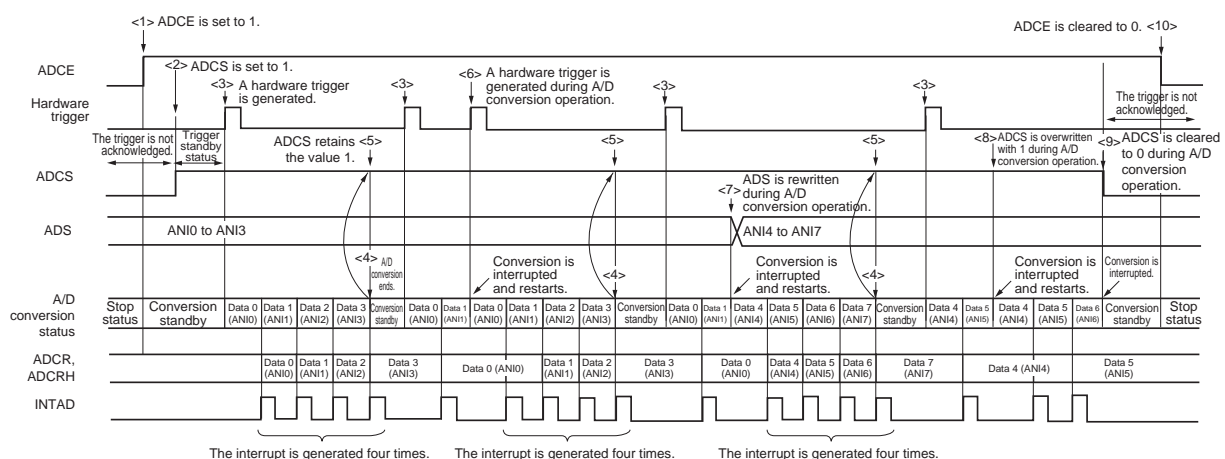 <1> ADCE is set to 1.
ADCE is cleared to 0. <10>
ADCE
<2> ADCS is set to 1.
<3> A hardware trigger
is generated.
<3>
<6> A hardware trigger is
generated during A/D
conversion operation.
<3>
<3>
The trigger is not
acknowledged.
Hardware
trigger
The trigger is not
acknowledged.
Trigger
standby
status
ADCS retains
the value 1.
<5>
<5>
<5>
<8> ADCS is overwritten
with 1 during A/D
conversion operation.
<9> ADCS is cleared
to 0 during A/D
conversion
operation.
ADCS
<7> ADS is rewritten
during A/D
conversion operation.
ADS
ANI0 to ANI3
ANI4 to ANI7
<4> A/D
conversion
ends.
Conversion is
interrupted
and restarts.
<4>
Conversion is
interrupted
and restarts.
<4>
Conversion is
interrupted
and restarts.
Conversion is
interrupted.
A/D
conversion
status
Stop
status
Conversion
standby
Data 0
(ANI0)
Data 1
(ANI1)
Data 2
(ANI2)
Data 3
(ANI3)
Conversion
standby
Data 0
(ANI0)
Data 1
(ANI1)
Data 0
(ANI0)
Data 1
(ANI1)
Data 2
(ANI2)
Data 3
(ANI3)
Conversion
standby
Data 0
(ANI0)
Data 1
(ANI1)
Data 4
(ANI4)
Data 5
(ANI5)
Data 6
(ANI6)
Data 7
(ANI7)
Conversion
standby
Data 4
(ANI4)
Data 5
(ANI5)
Data 4
(ANI4)
Data 5
(ANI5)
Data 6
(ANI6)
Conversion
standby
Stop
status
ADCR,
ADCRH
Data 0
(ANI0)
Data 1
(ANI1)
Data 2
(ANI2)
Data 3
(ANI3)
Data 0 (ANI0)
Data 1
(ANI1)
Data 2
(ANI2)
Data 3
(ANI3)
Data 0
(ANI0)
Data 4
(ANI4)
Data 5
(ANI5)
Data 6
(ANI6)
Data 7
(ANI7)
Data 4 (ANI4)
Data 5
(ANI5)
INTAD
The interrupt is generated four times.
The interrupt is generated four times.
The interrupt is generated four times.